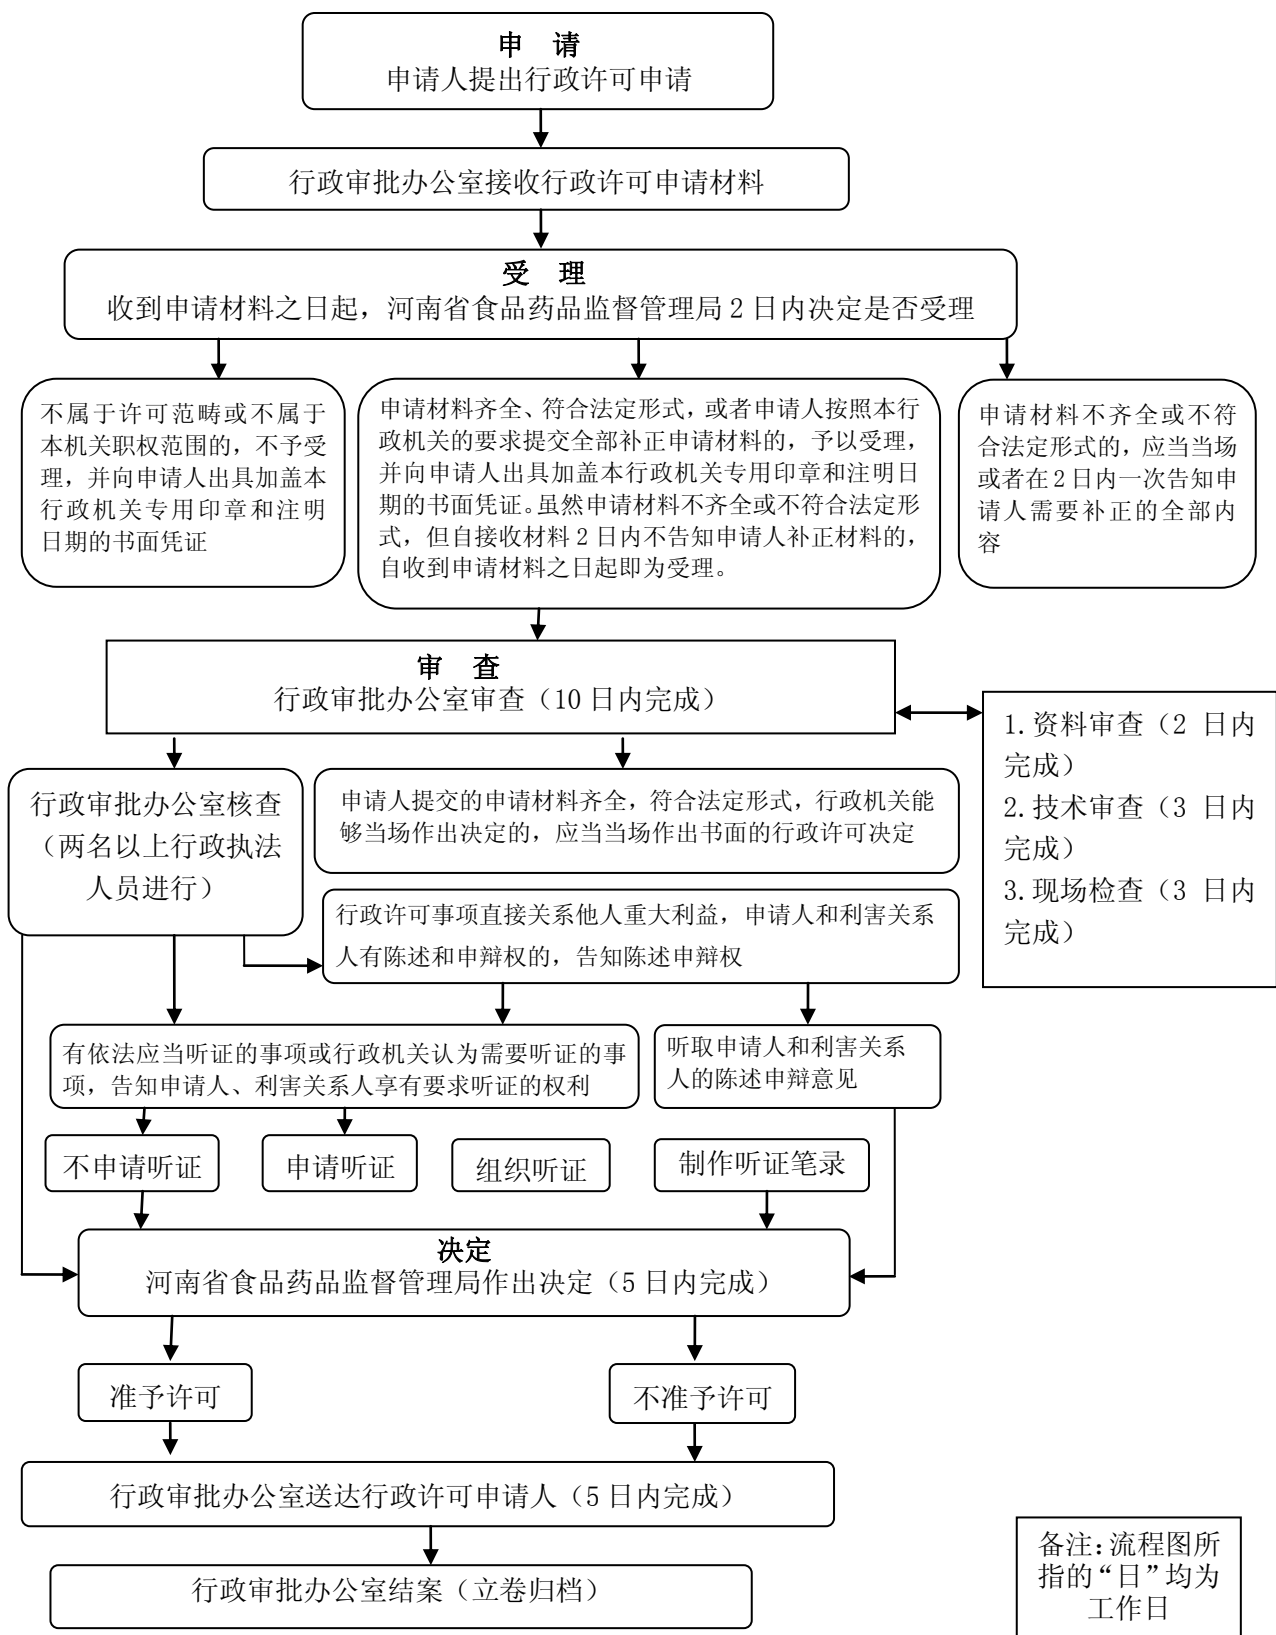 申 请
申请人提出行政许可申请
行政审批办公室接收行政许可申请材料
受 理
收到申请材料之日起，河南省食品药品监督管理局 2 日内决定是否受理
不属于许可范畴或不属于
本机关职权范围的，不予受
理，并向申请人出具加盖本
行政机关专用印章和注明
日期的书面凭证
申请材料齐全、符合法定形式，或者申请人按照本行
政机关的要求提交全部补正申请材料的，予以受理，
并向申请人出具加盖本行政机关专用印章和注明日
期的书面凭证。虽然申请材料不齐全或不符合法定形
式，但自接收材料 2 日内不告知申请人补正材料的，
自收到申请材料之日起即为受理。
申请材料不齐全或不符
合法定形式的，应当当场
或者在 2 日内一次告知申
请人需要补正的全部内
容
审 查
行政审批办公室审查（10 日内完成）
1.资料审查（2 日内
完成）
2.技术审查（3 日内
完成）
3.现场检查（3 日内
完成）
行政审批办公室核查
（两名以上行政执法
人员进行）
申请人提交的申请材料齐全，符合法定形式，行政机关能
够当场作出决定的，应当当场作出书面的行政许可决定
行政许可事项直接关系他人重大利益，申请人和利害关系
人有陈述和申辩权的，告知陈述申辩权
有依法应当听证的事项或行政机关认为需要听证的事
项，告知申请人、利害关系人享有要求听证的权利
听取申请人和利害关系
人的陈述申辩意见
不申请听证
申请听证
组织听证
制作听证笔录
决定
河南省食品药品监督管理局作出决定（5 日内完成）
准予许可
不准予许可
行政审批办公室送达行政许可申请人（5 日内完成）
行政审批办公室结案（立卷归档）
备注：流程图所
指的“日”均为
工作日